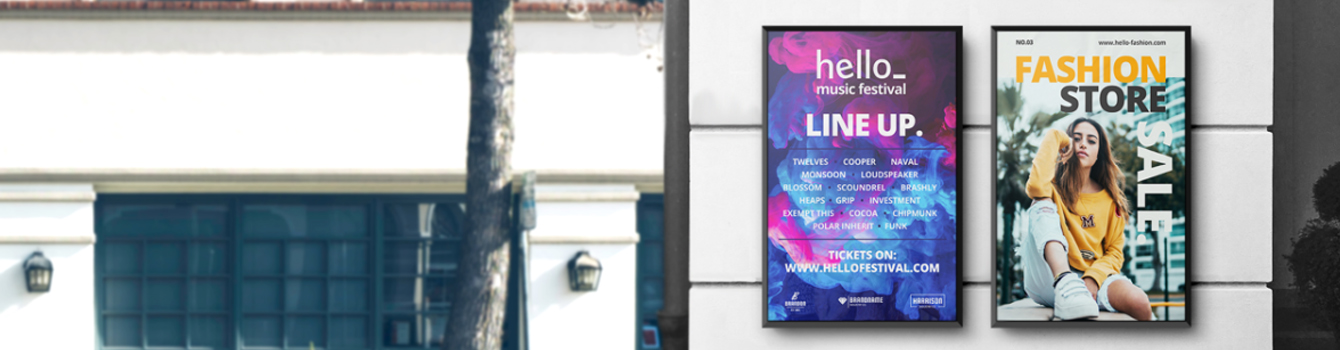 hello_
music festival
LINE UP.
TWELVES COOPER NAVAL
MONSOON LOUDSPEAKER
BLOSSOM SCOUNDREL BRASHLY
HEAPS GRIP INVESTMENT
EXEMPT THIS COCOA CHIPMUNK
POLAR INHERIT FUNK
TICKETS ON:
WWW.HELLOFESTIVAL.COM
BRANDON
BRANDNAME
HARRISON
NO.03 www.hello-fashion.com
FASHION
STORE
SALE.
M